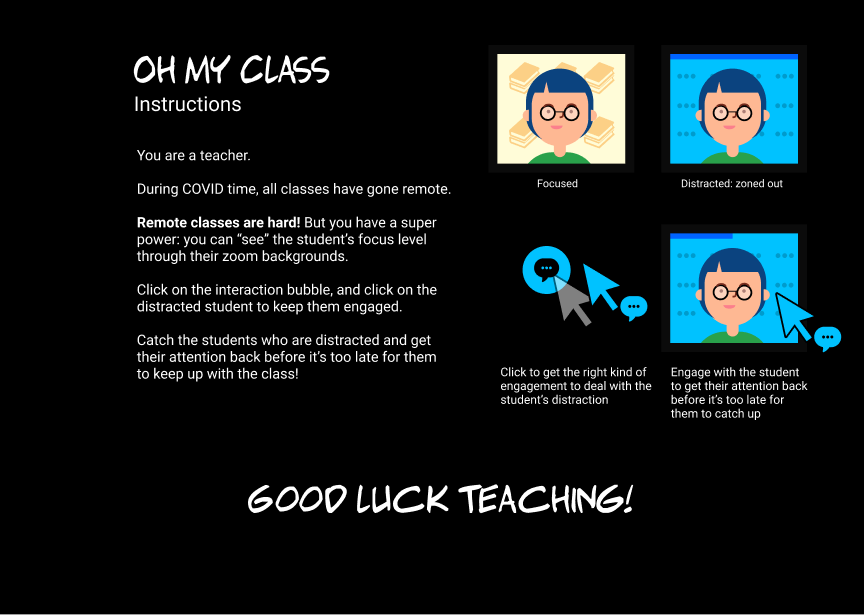 OH MY CLASS
Instructions
You are a teacher.
During COVID time, all classes have gone remote.
Remote classes are hard! But you have a super
power: you can “see” the student’s focus level
through their zoom backgrounds.
Click on the interaction bubble, and click on the
distracted student to keep them engaged.
Catch the students who are distracted and get
their attention back before it’s too late for them
to keep up with the class!
Focused
Distracted: zoned out
Click to get the right kind of
engagement to deal with the
student’s distraction
Engage with the student
to get their attention back
before it’s too late for
them to catch up
GOOD LUCK TEACHING!